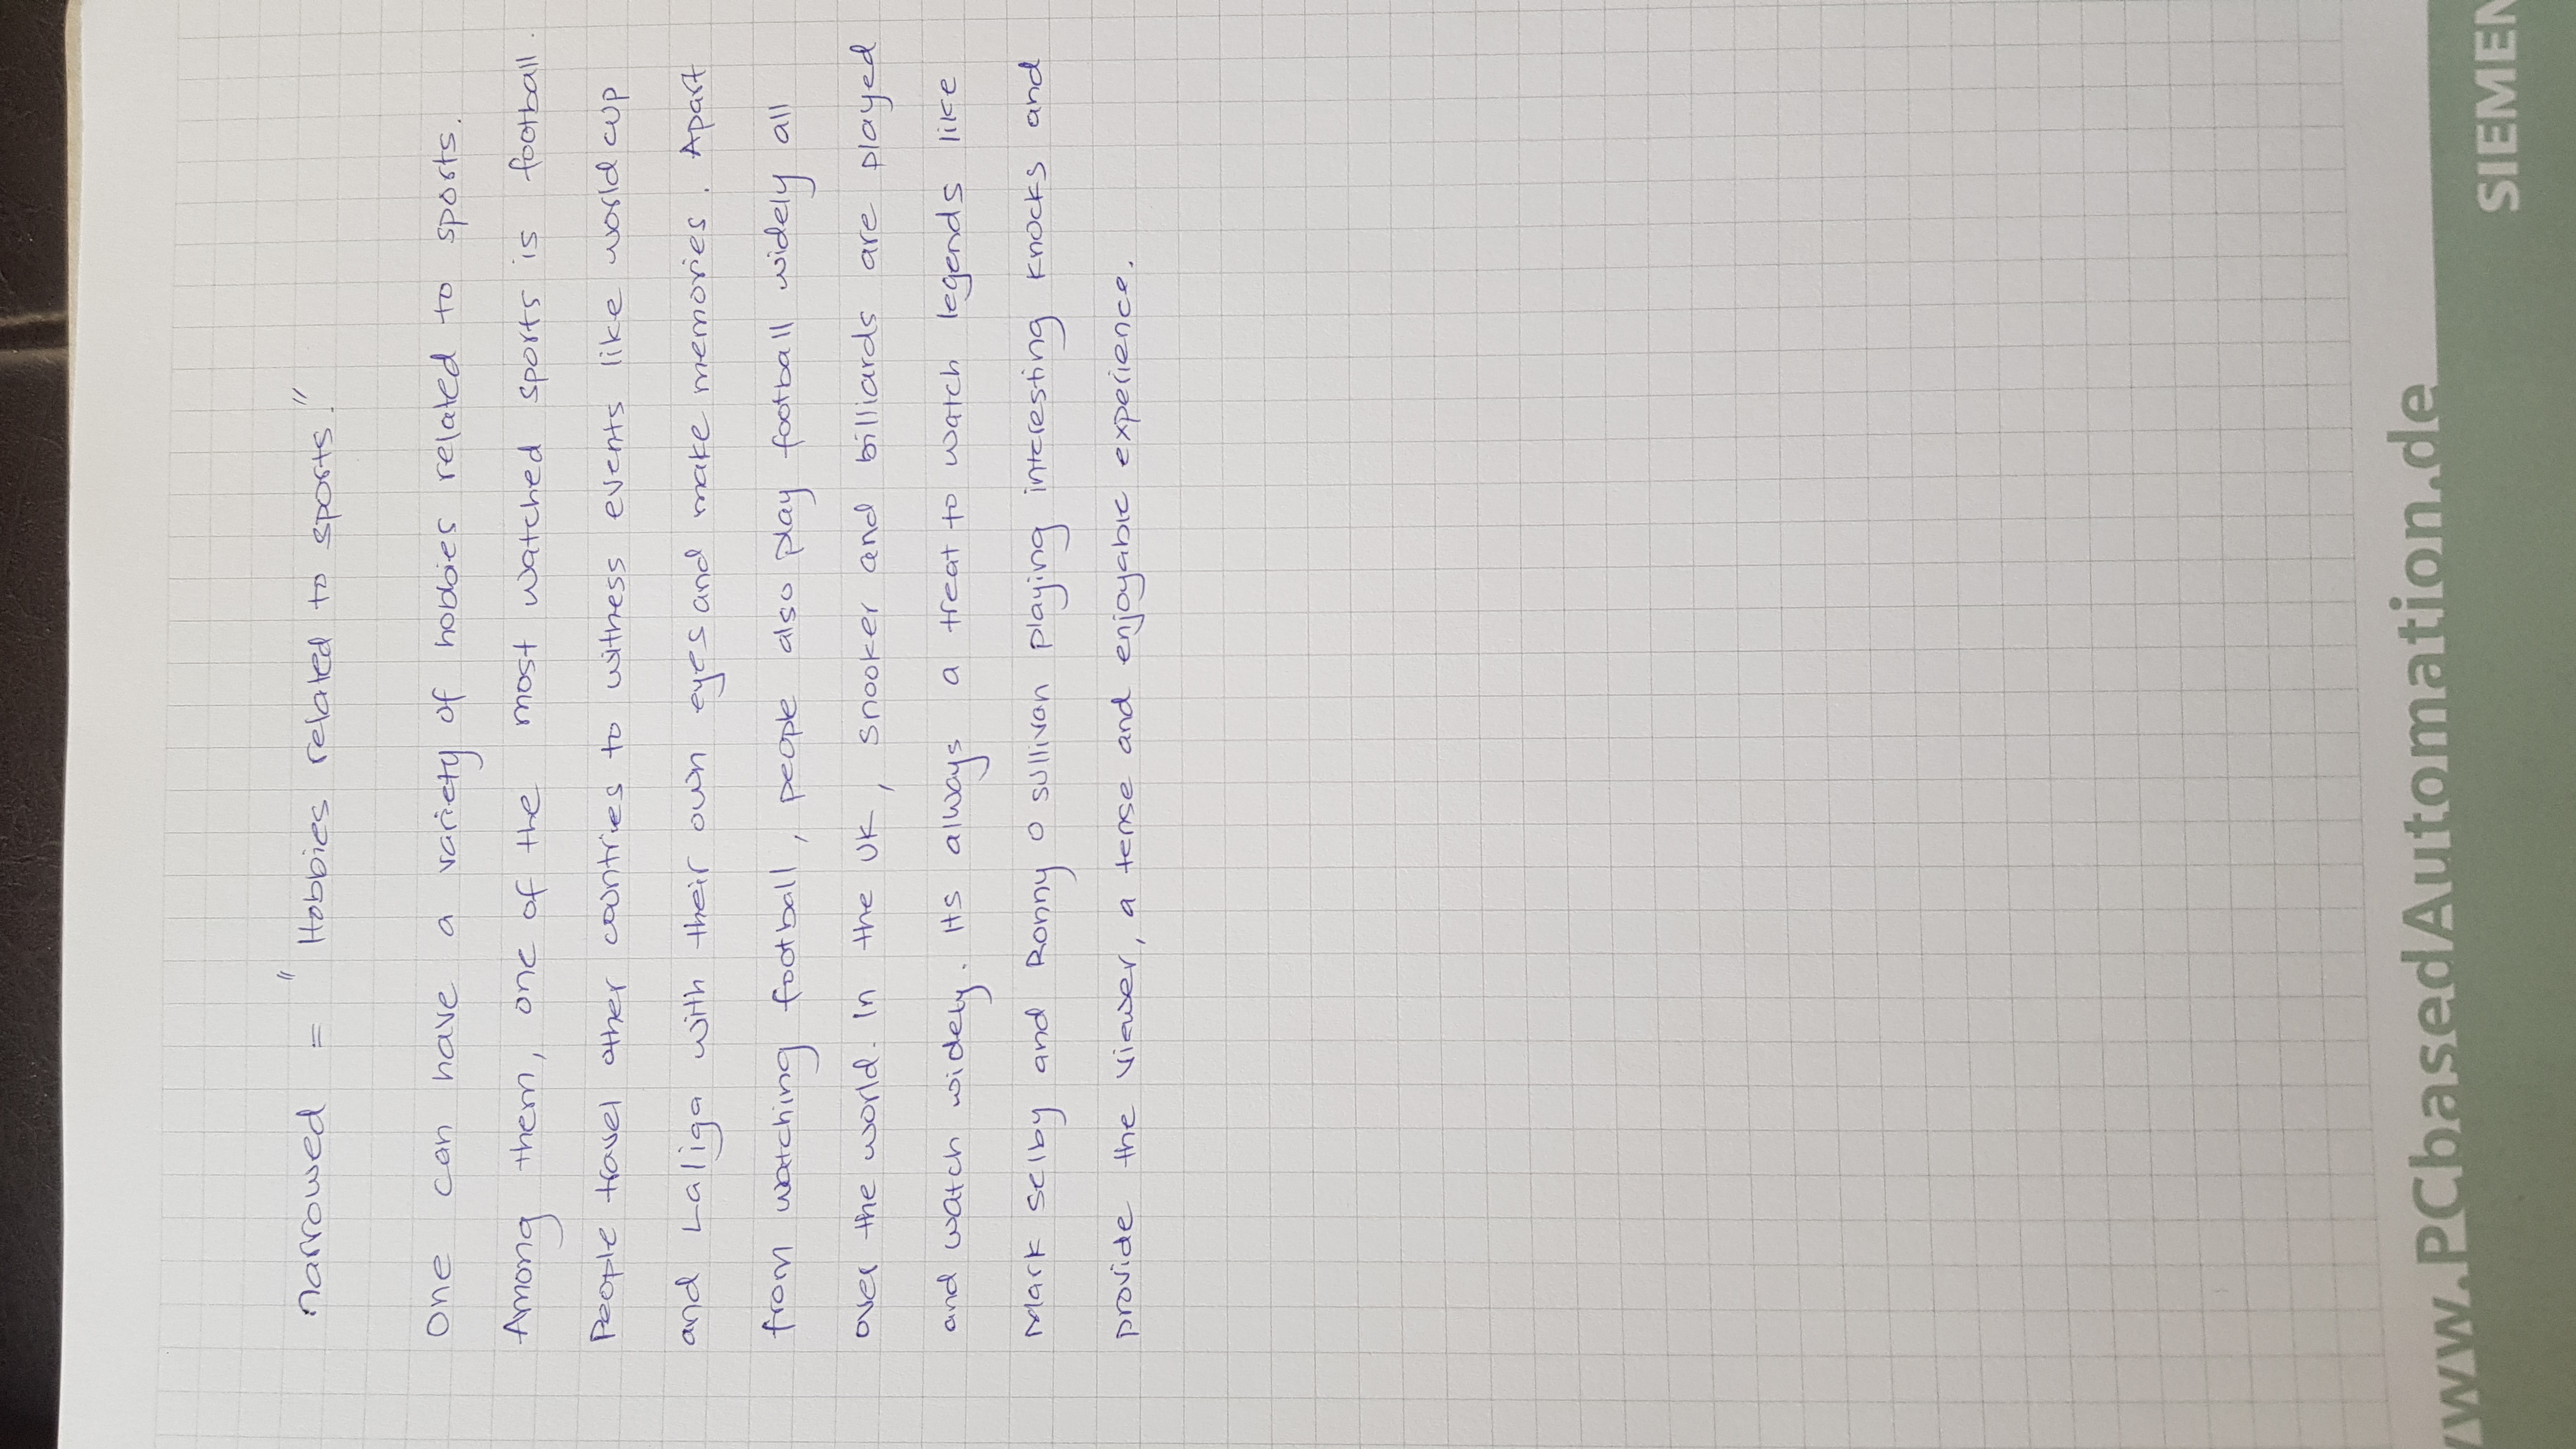 narrowed = "Hobbies related to sports."
One can have a variety of hobbies related to sports.
Among them, one of the most watched sports is football.
People travel other countries to witness events like world cup
and Laliga with their own eyes and make memories. Apart
from watching football, people also play football widely all
over the world. In the UK, snooker and billiards are played
and watch widely. Its always a treat to watch legends like
Mark Selby and Ronny O sullivan playing interesting knocks and
provide the viewer, a tense and enjoyable experience.
www.PCbasedAutomation.de
SIEMEN